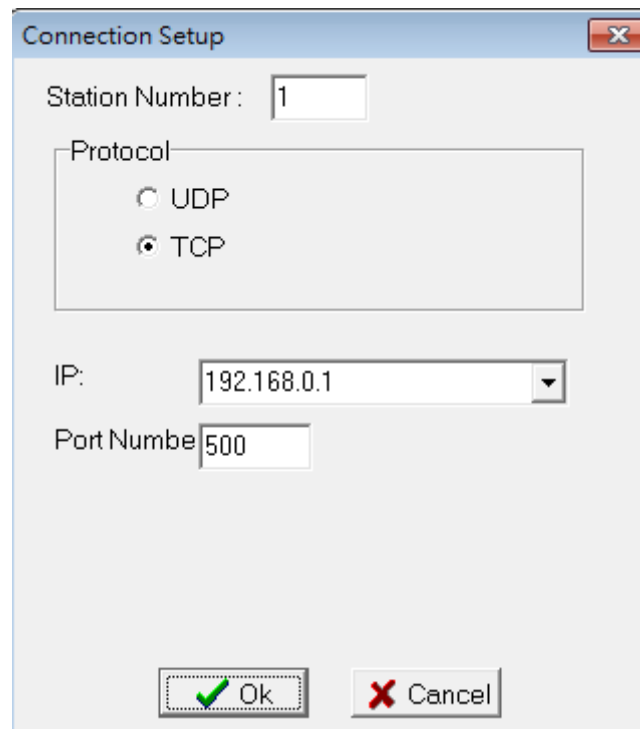 Connection Setup
Station Number : 1
Protocol
UDP
TCP
IP: 192.168.0.1
Port Numbe 500
Ok Cancel